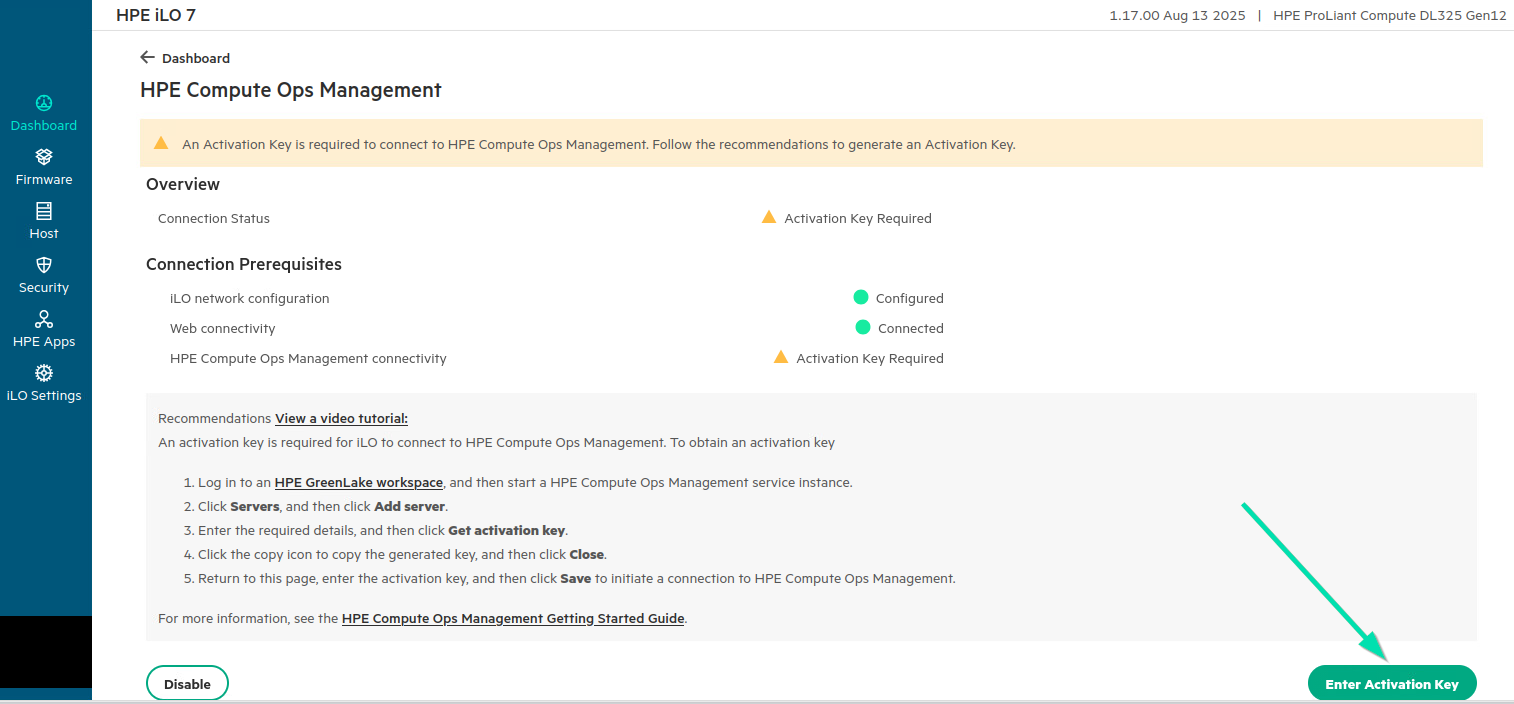 HPE iLO 7
1.17.00 Aug 13 2025 | HPE ProLiant Compute DL325 Gen12
Dashboard
Firmware
Host
Security
HPE Apps
iLO Settings
Dashboard
HPE Compute Ops Management
An Activation Key is required to connect to HPE Compute Ops Management. Follow the recommendations to generate an Activation Key.
Overview
Connection Status Activation Key Required
Connection Prerequisites
iLO network configuration Configured
Web connectivity Connected
HPE Compute Ops Management connectivity Activation Key Required
Recommendations View a video tutorial:
An activation key is required for iLO to connect to HPE Compute Ops Management. To obtain an activation key
1. Log in to an HPE GreenLake workspace, and then start a HPE Compute Ops Management service instance.
2. Click Servers, and then click Add server.
3. Enter the required details, and then click Get activation key.
4. Click the copy icon to copy the generated key, and then click Close.
5. Return to this page, enter the activation key, and then click Save to initiate a connection to HPE Compute Ops Management.
For more information, see the HPE Compute Ops Management Getting Started Guide.
Disable
Enter Activation Key